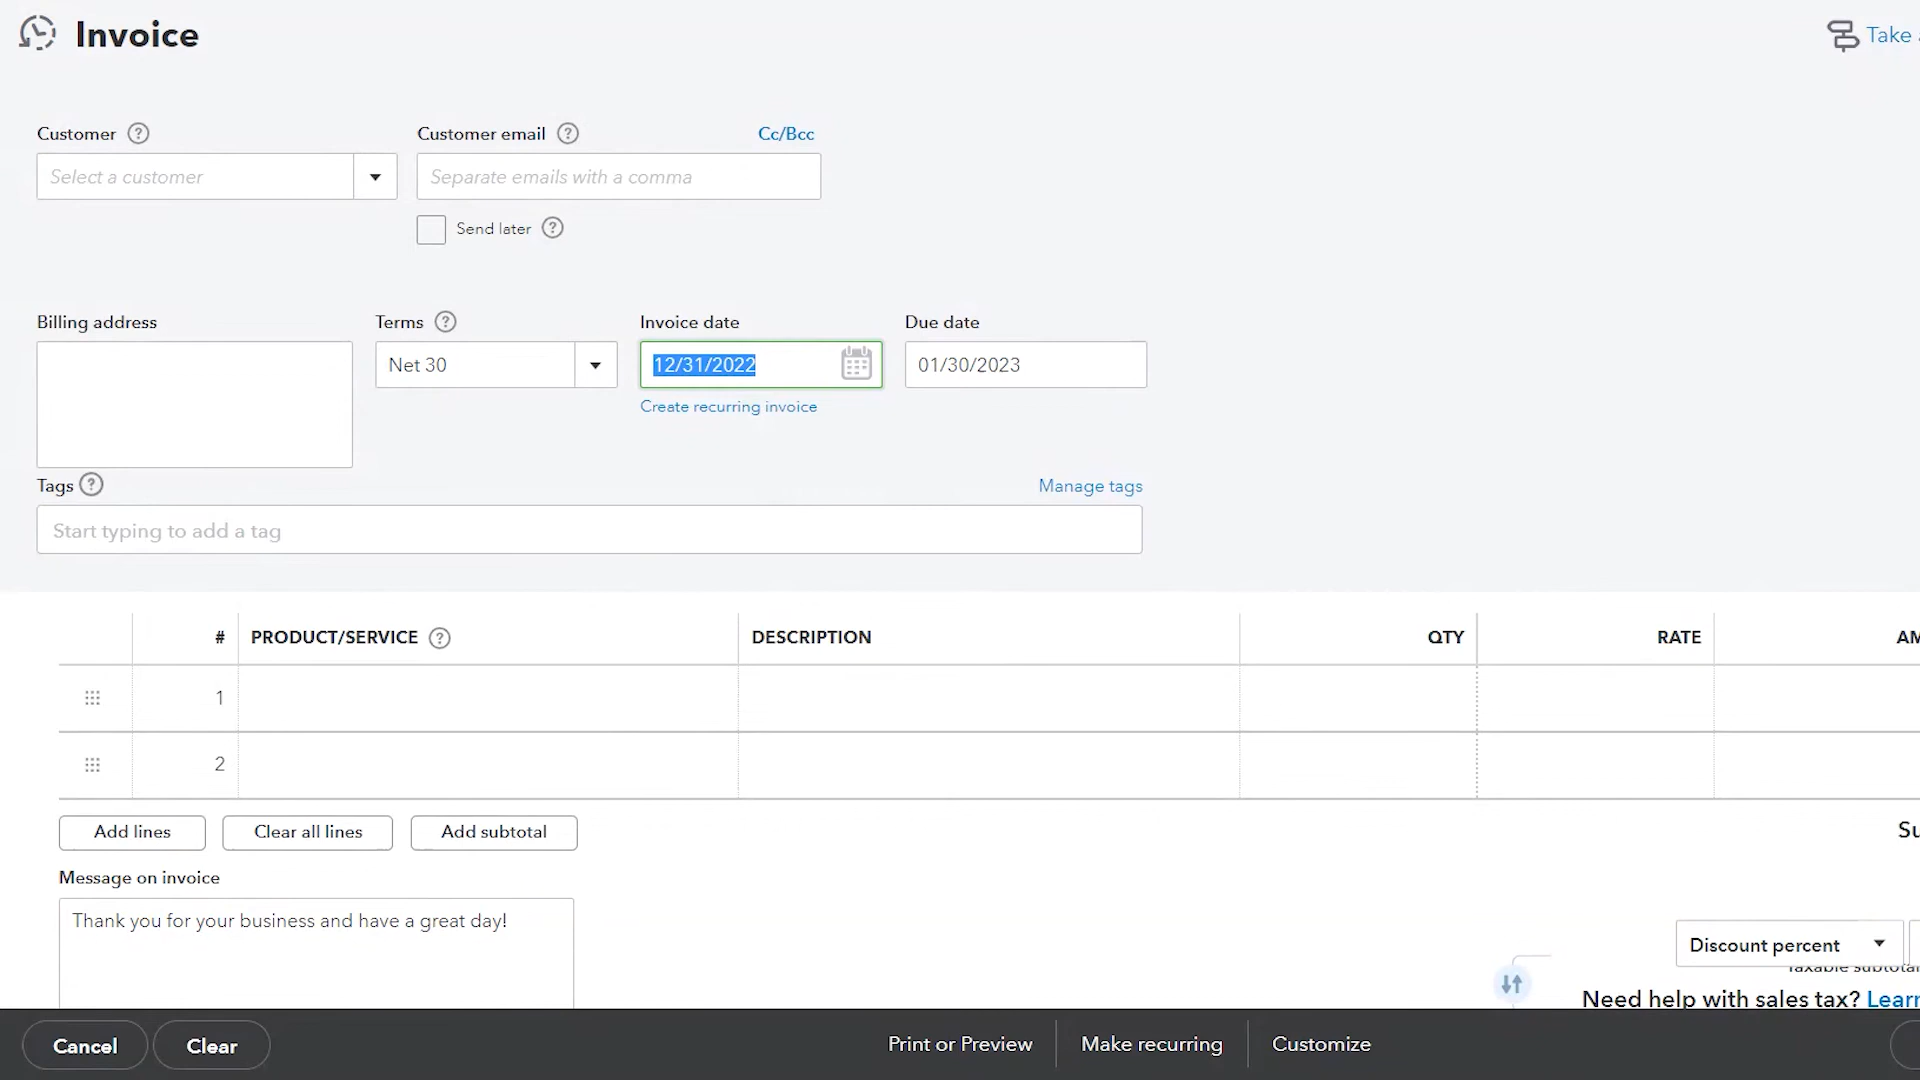 Invoice
Take
Customer ?
Customer email ?
Cc/Bcc
Select a customer
Separate emails with a comma
Send later ?
Billing address
Terms ?
Invoice date
Due date
Net 30
12/31/2022
01/30/2023
Create recurring invoice
Tags ?
Manage tags
Start typing to add a tag
# PRODUCT/SERVICE ? DESCRIPTION QTY RATE AM
1
2
Add lines
Clear all lines
Add subtotal
Su
Message on invoice
Thank you for your business and have a great day!
Discount percent
Taxable subtotal
Need help with sales tax? Learn
Cancel
Clear
Print or Preview
Make recurring
Customize